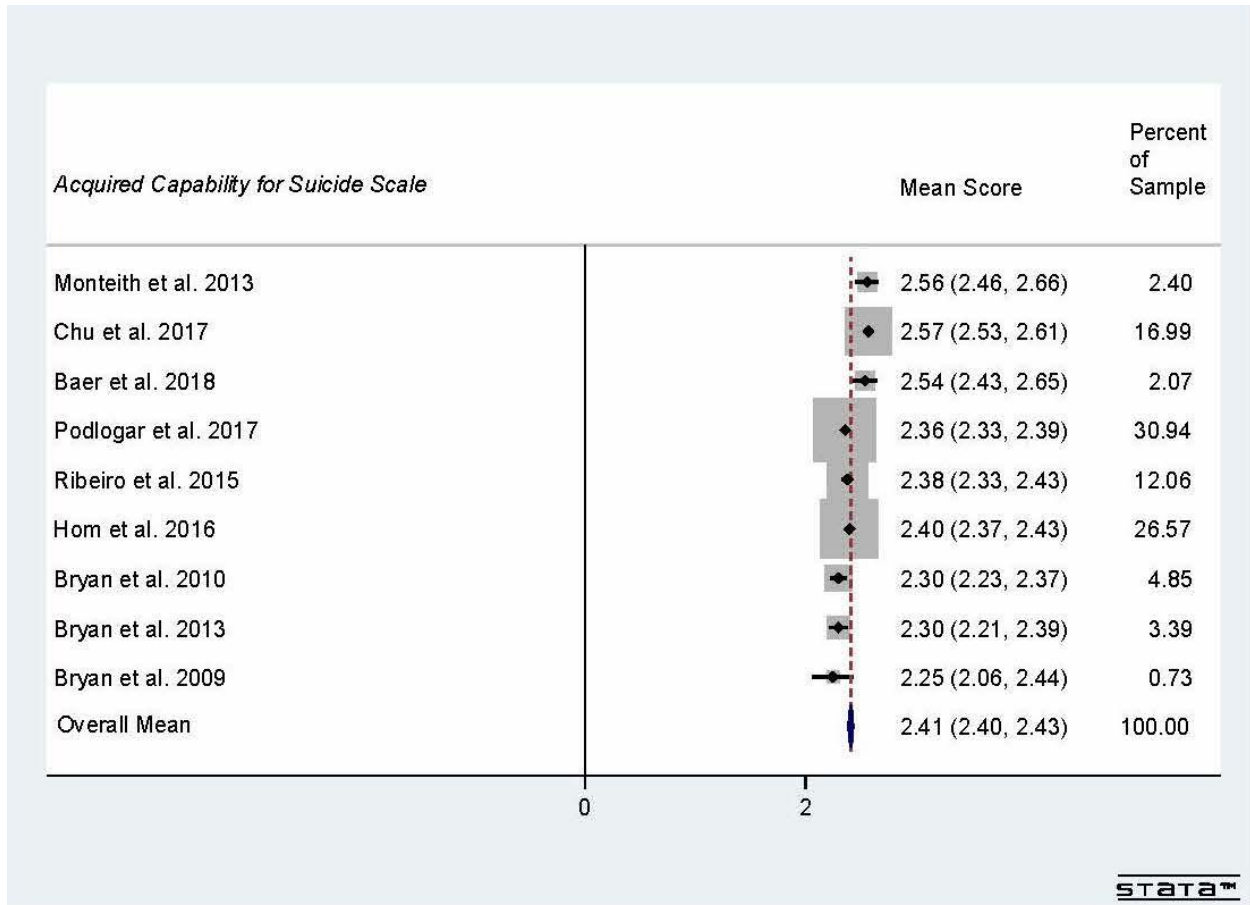 Percent
of
Acquired Capability for Suicide Scale Mean Score Sample
Monteith et al. 2013 2.56 (2.46, 2.66) 2.40
Chu et al. 2017 2.57 (2.53, 2.61) 16.99
Baer et al. 2018 2.54 (2.43, 2.65) 2.07
Podlogar et al. 2017 2.36 (2.33, 2.39) 30.94
Ribeiro et al. 2015 2.38 (2.33, 2.43) 12.06
Hom et al. 2016 2.40 (2.37, 2.43) 26.57
Bryan et al. 2010 2.30 (2.23, 2.37) 4.85
Bryan et al. 2013 2.30 (2.21, 2.39) 3.39
Bryan et al. 2009 2.25 (2.06, 2.44) 0.73
Overall Mean 2.41 (2.40, 2.43) 100.00
0 2
STATA™